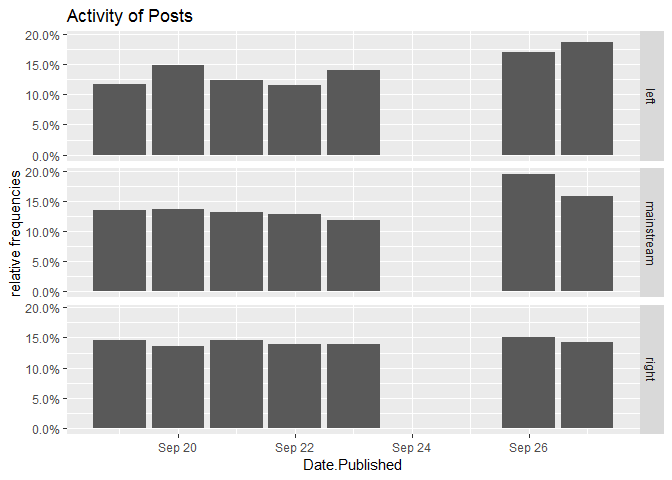 Activity of Posts
relative frequencies
20.0%
15.0%
10.0%
5.0%
0.0%
left
20.0%
15.0%
10.0%
5.0%
0.0%
mainstream
20.0%
15.0%
10.0%
5.0%
0.0%
right
Sep 20 Sep 22 Sep 24 Sep 26
Date.Published